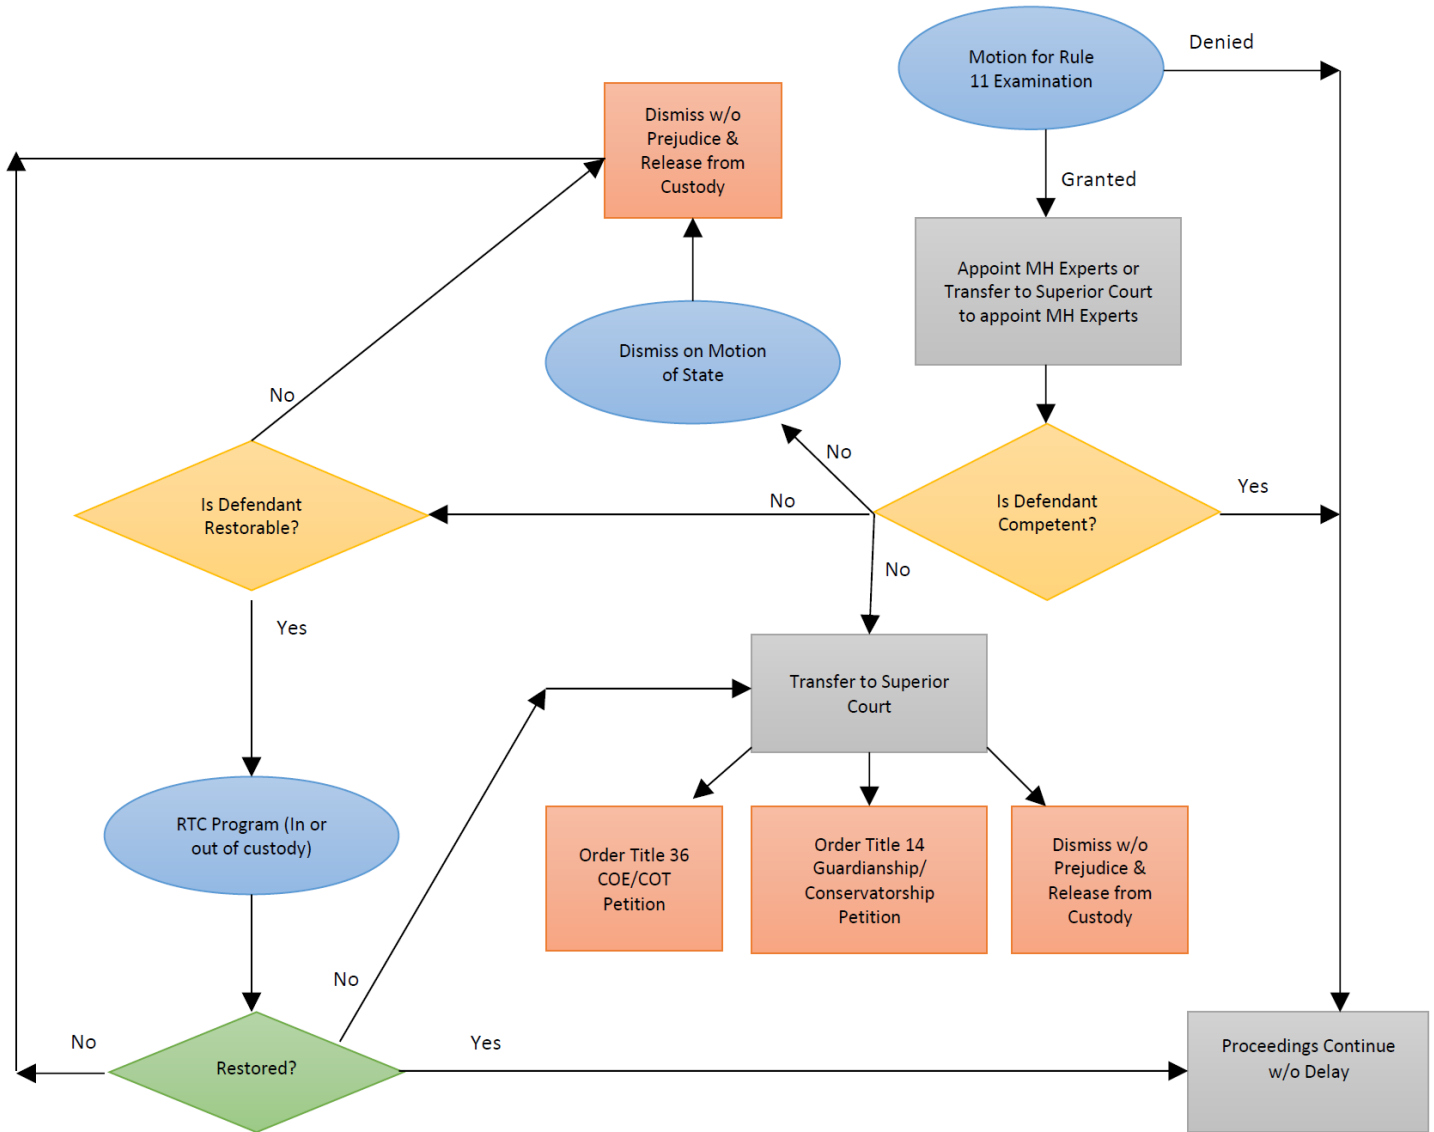 Motion for Rule
11 Examination
Denied
Granted
Dismiss w/o
Prejudice &
Release from
Custody
Appoint MH Experts or
Transfer to Superior Court
to appoint MH Experts
Dismiss on Motion
of State
No
No
Is Defendant
Restorable?
No
Is Defendant
Competent?
Yes
No
Yes
Transfer to Superior
Court
RTC Program (In or
out of custody)
Order Title 36
COE/COT
Petition
Order Title 14
Guardianship/
Conservatorship
Petition
Dismiss w/o
Prejudice &
Release from
Custody
No
No
Restored?
Yes
Proceedings Continue
w/o Delay